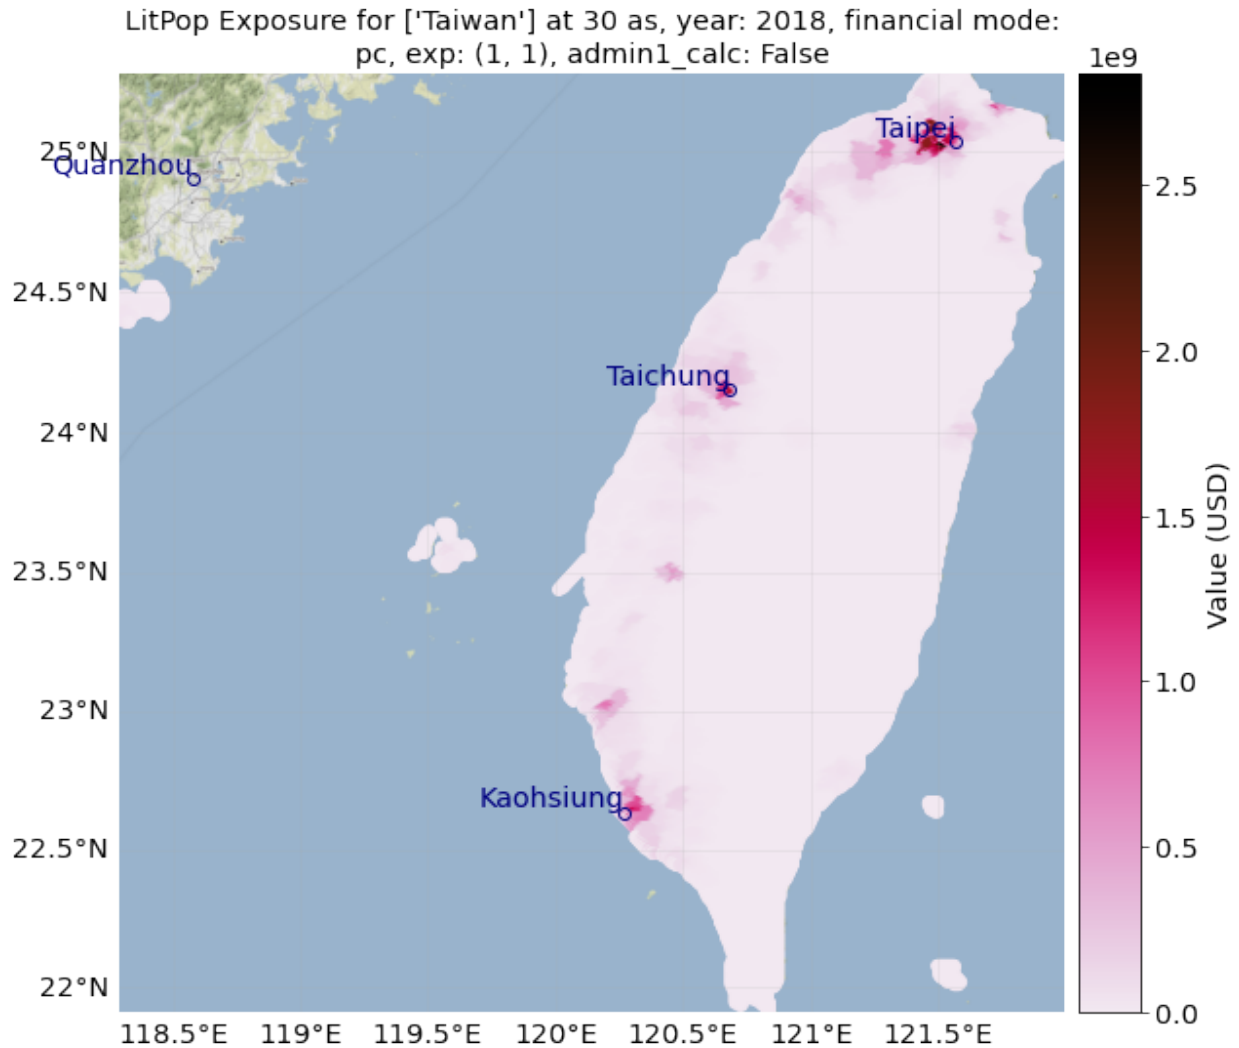 LitPop Exposure for ['Taiwan'] at 30 as, year: 2018, financial mode:
pc, exp: (1, 1), admin1_calc: False
1e9
25°N
24.5°N
24°N
23.5°N
23°N
22.5°N
22°N
Quanzhou
Taipei
Taichung
Kaohsiung
118.5°E 119°E 119.5°E 120°E 120.5°E 121°E 121.5°E
2.5
2.0
1.5
1.0
0.5
0.0
Value (USD)